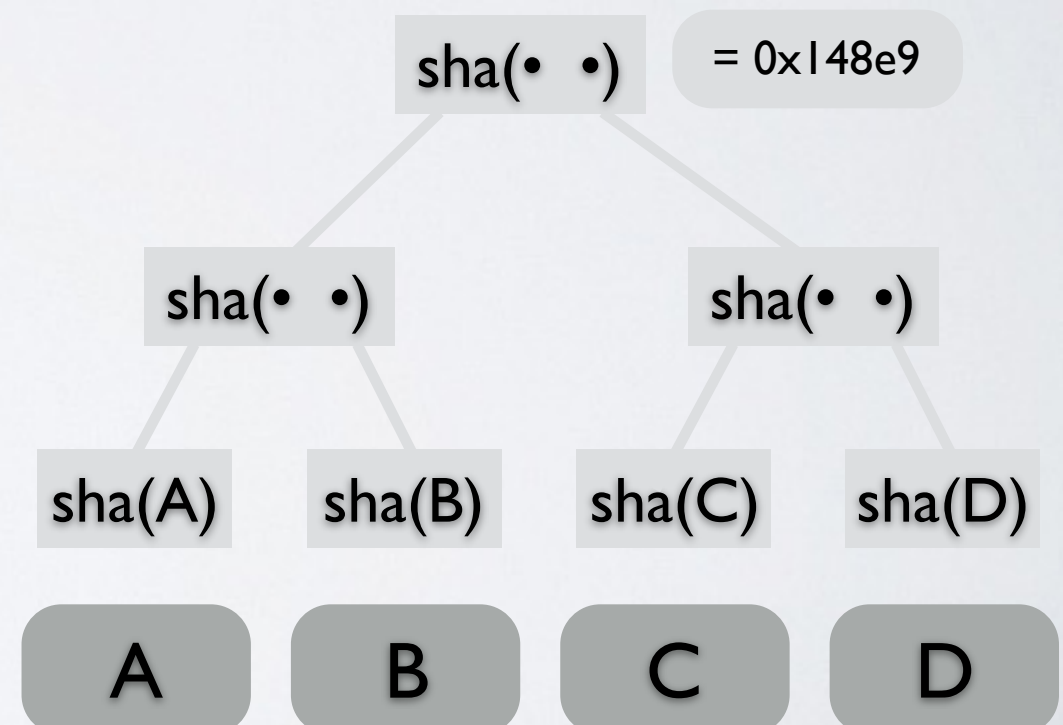 sha(• •) = 0x148e9
sha(• •) sha(• •)
sha(A) sha(B) sha(C) sha(D)
A B C D